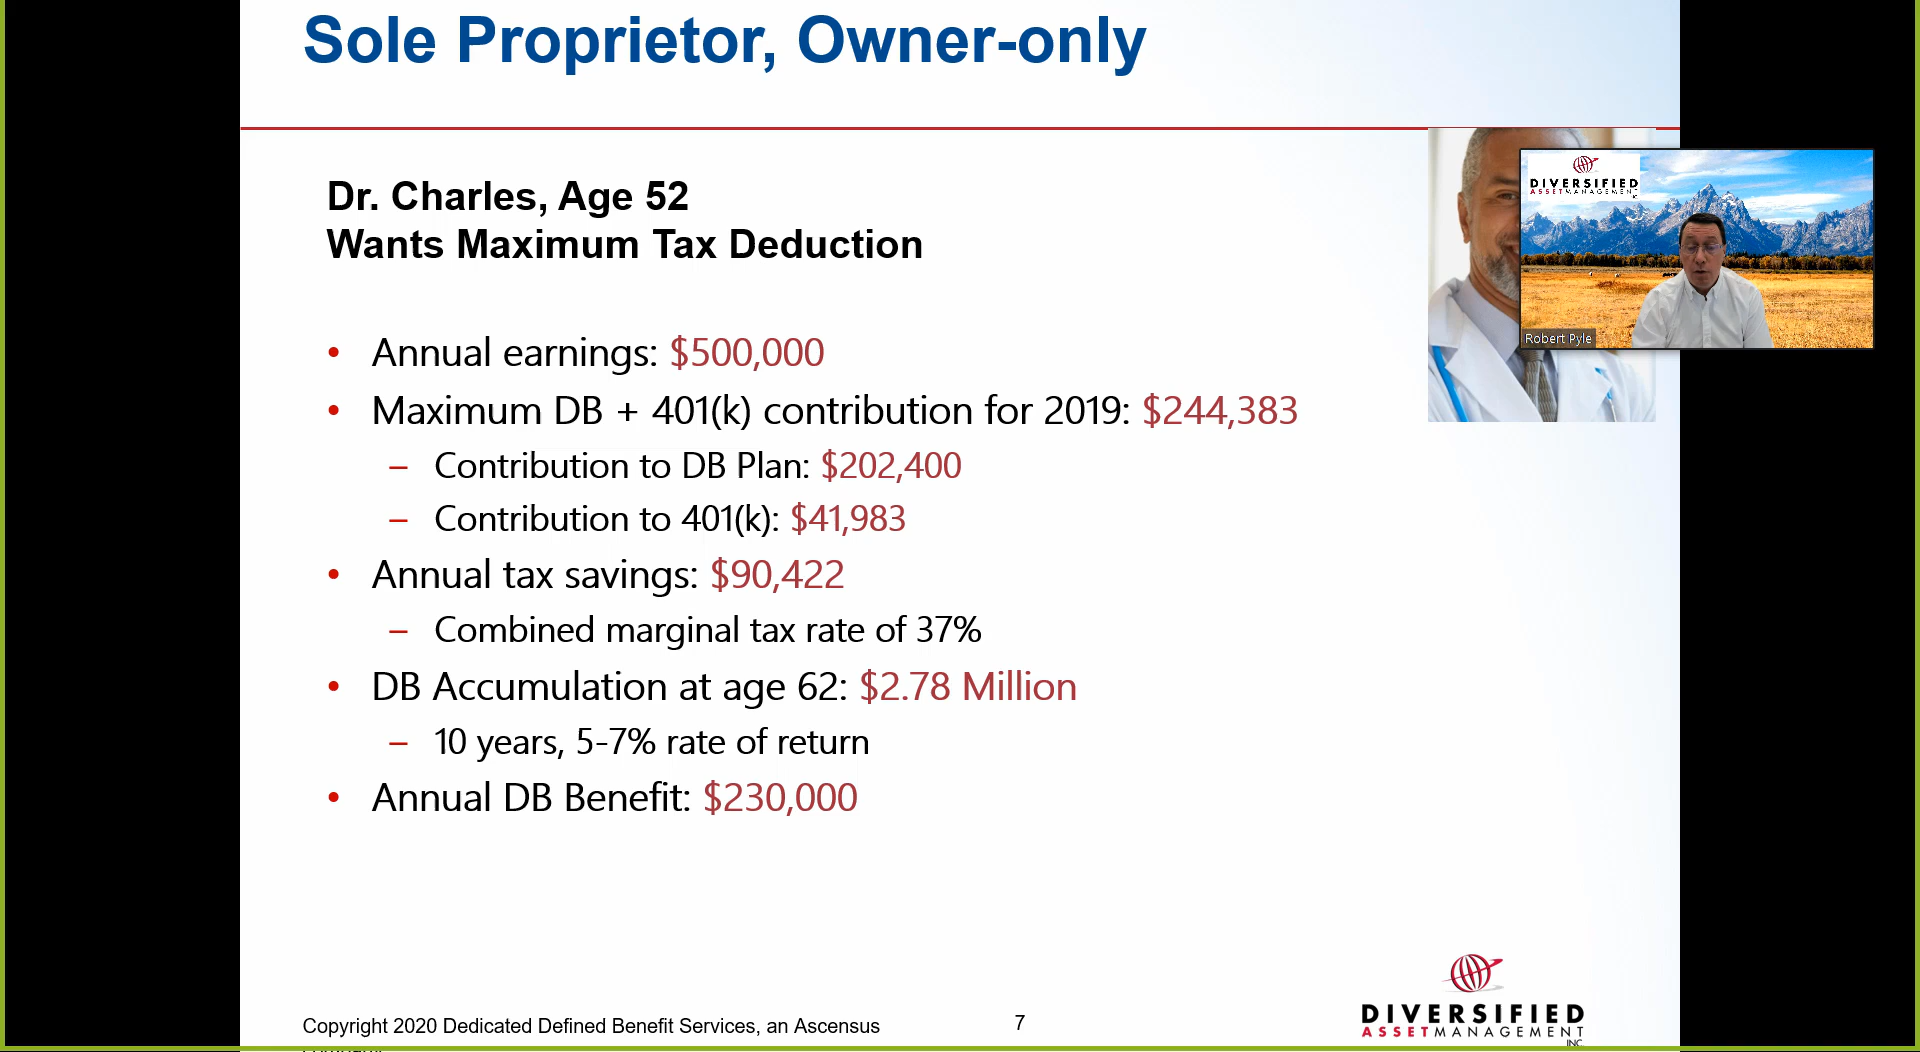 Sole Proprietor, Owner-only
Dr. Charles, Age 52
Wants Maximum Tax Deduction
• Annual earnings: $500,000
• Maximum DB + 401(k) contribution for 2019: $244,383
– Contribution to DB Plan: $202,400
– Contribution to 401(k): $41,983
• Annual tax savings: $90,422
– Combined marginal tax rate of 37%
• DB Accumulation at age 62: $2.78 Million
– 10 years, 5-7% rate of return
• Annual DB Benefit: $230,000
DIVERSIFIED
ASSETMANAGEMENT
Robert Pyle
Copyright 2020 Dedicated Defined Benefit Services, an Ascensus
7
DIVERSIFIED
ASSETMANAGEMENT
INC.